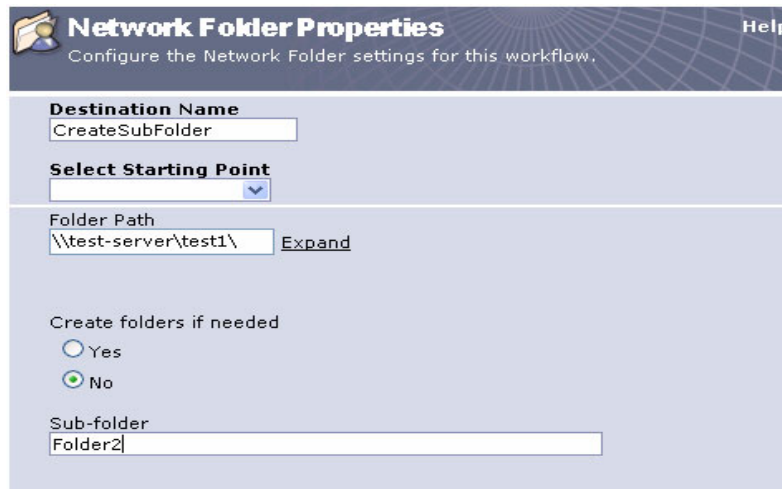 Network Folder Properties
Help
Configure the Network Folder settings for this workflow.
Destination Name
CreateSubFolder
Select Starting Point
Folder Path
\\test-server\test1\
Expand
Create folders if needed
Yes
No
Sub-folder
Folder2